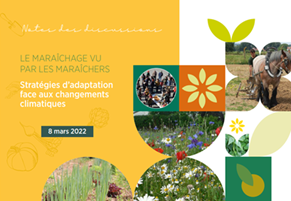 Notes des discussions
LE MARAÎCHAGE VU
PAR LES MARAÎCHERS
Stratégies d'adaptation
face aux changements
climatiques
8 mars 2022